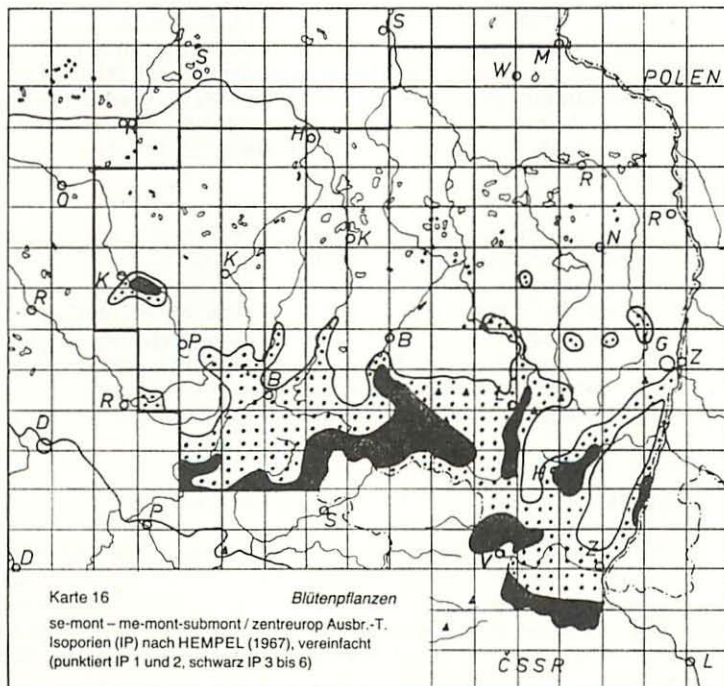 S
M
S
W
POLEN
H
R
O
R
K
N
K
K
R
P
B
G
Z
B
R
L
D
H
P
S
D
V
Z
Karte 16 Blütenpflanzen
se-mont – me-mont-submont / zentreurop Ausbr.-T.
Isoporien (IP) nach HEMPEL (1967), vereinfacht
(punktiert IP 1 und 2, schwarz IP 3 bis 6)
ČSSR
L